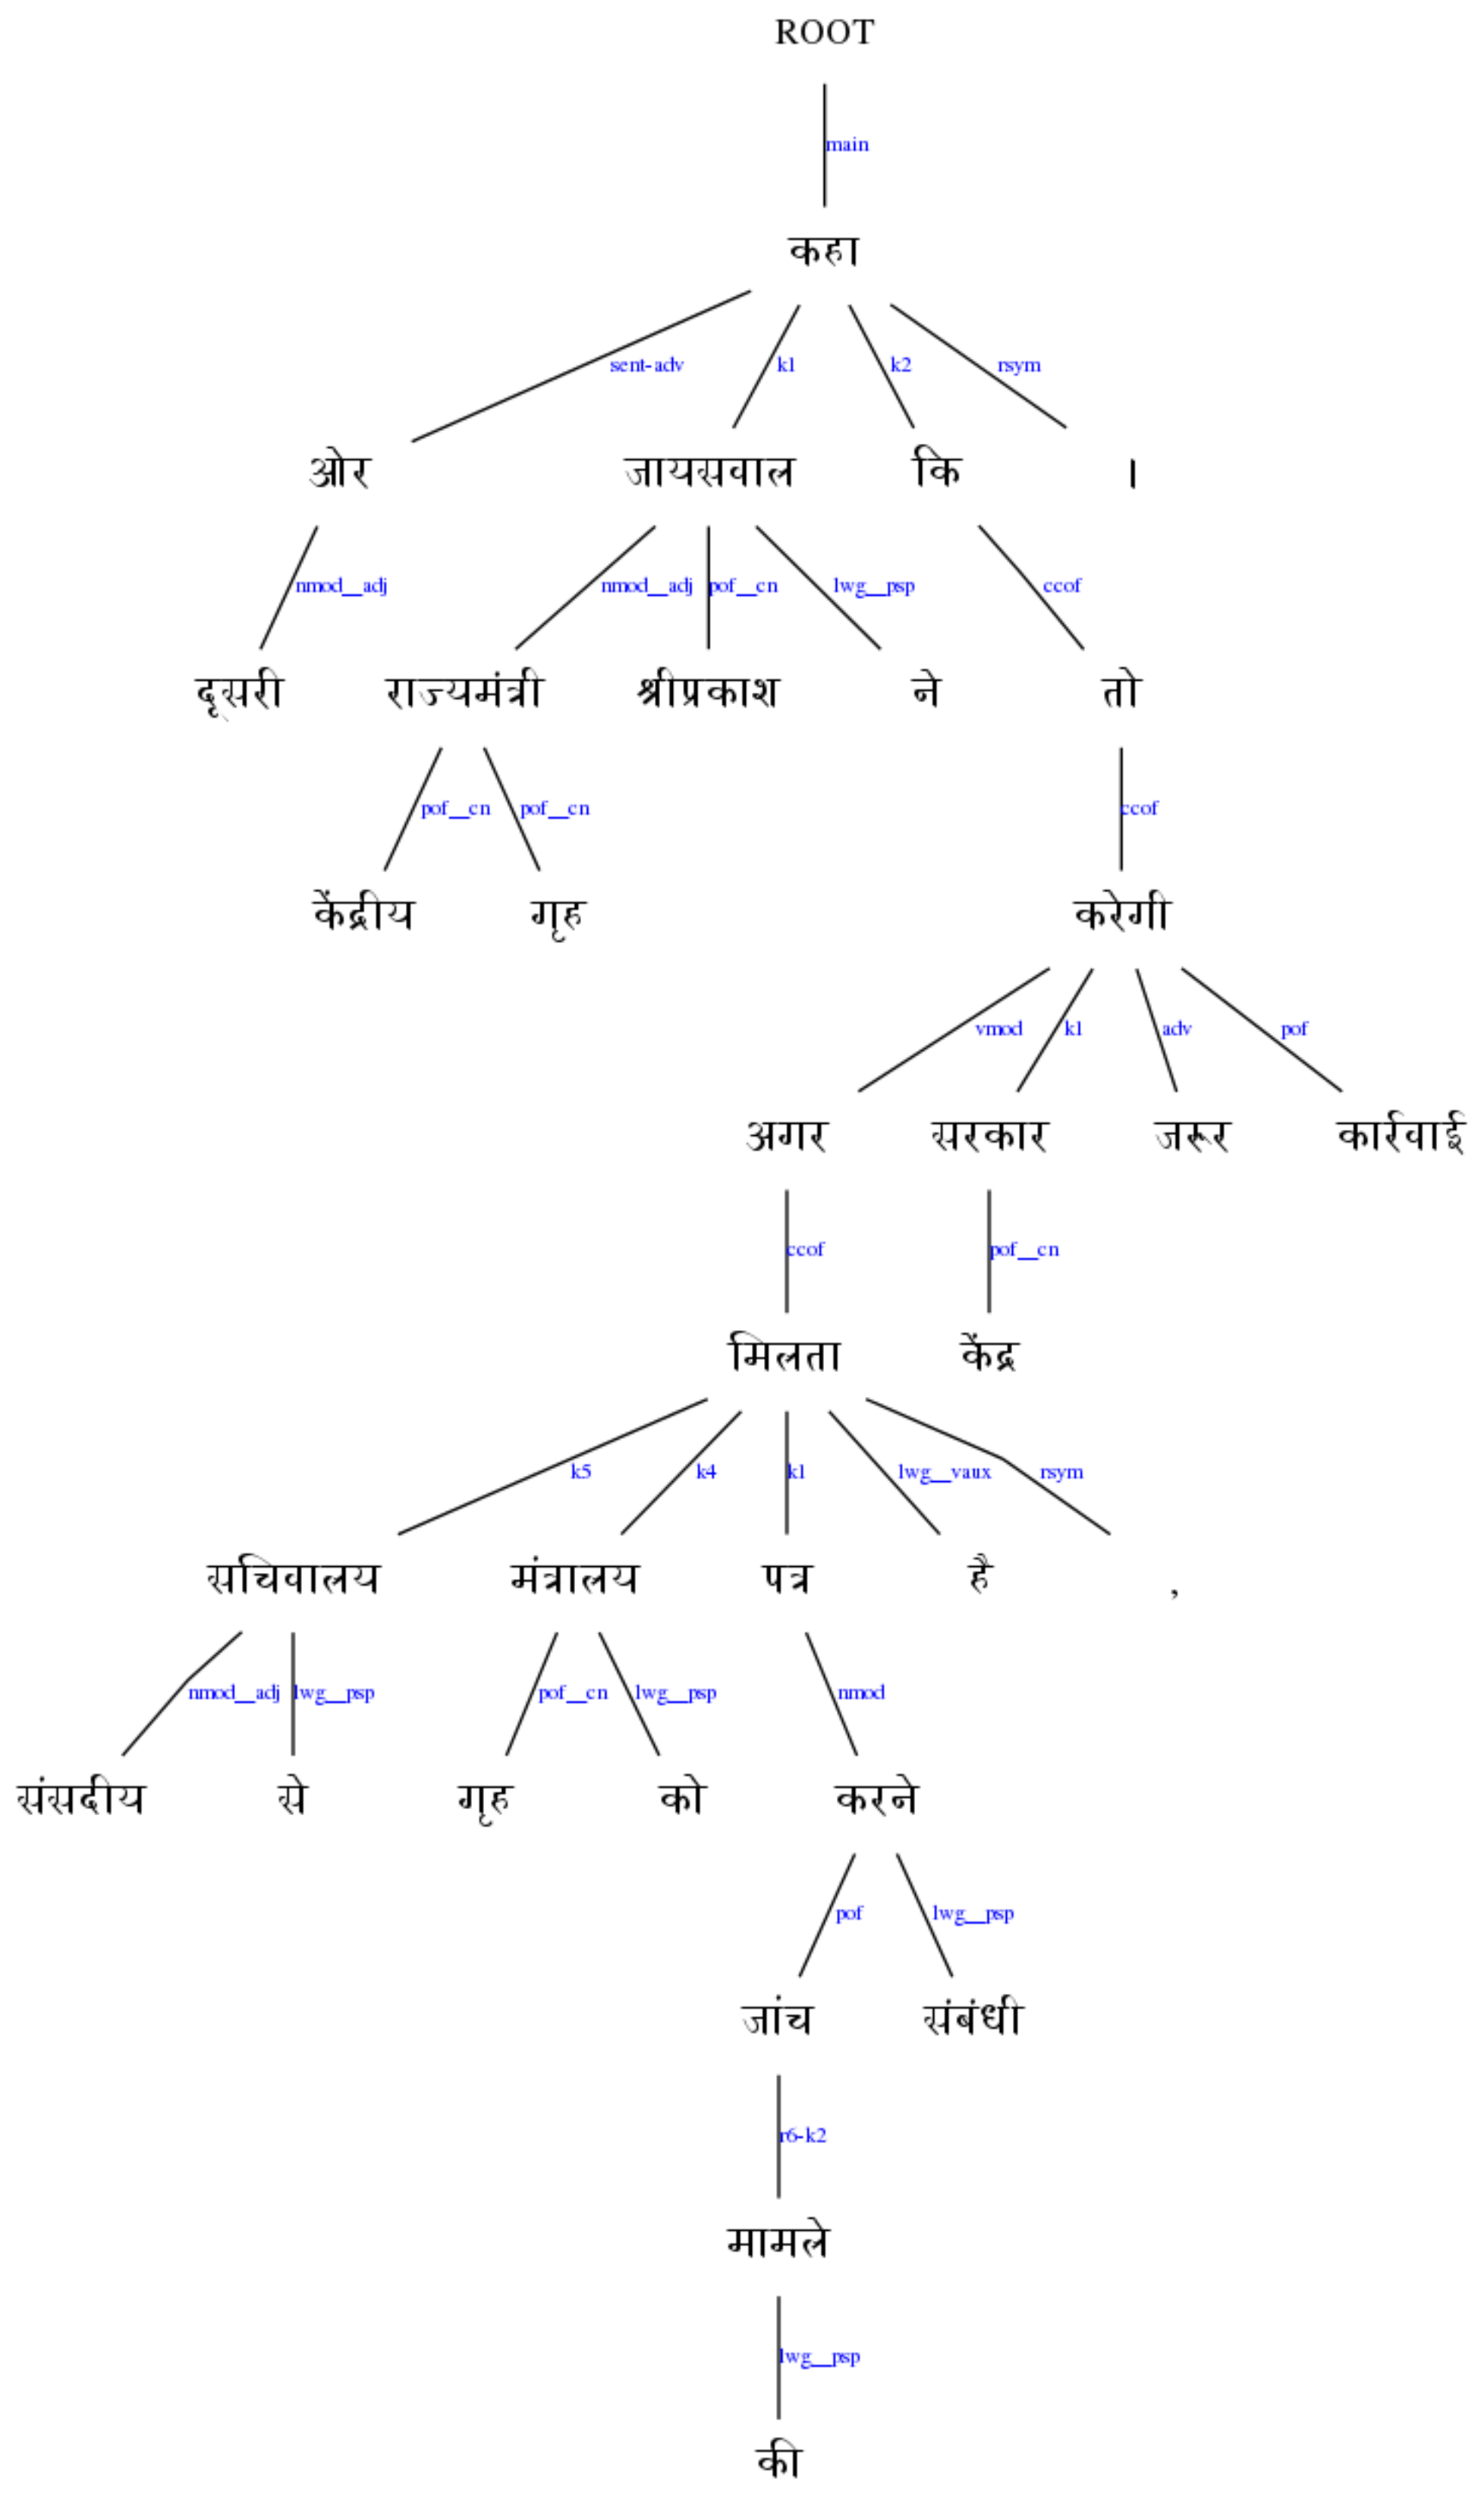 ROOT
main
कहा
sent-adv k1 k2 rsym
ओर जायसवाल कि ।
nmod__adj nmod__adj pof__cn lwg__psp ccof
दूसरी राज्यमंत्री श्रीप्रकाश ने तो
pof__cn pof__cn ccof
केंद्रीय गृह करेगी
vmod k1 adv pof
अगर सरकार जरूर कार्रवाई
ccof pof__cn
मिलता केंद्र
k5 k4 k1 lwg__vaux rsym
सचिवालय मंत्रालय पत्र है ,
nmod__adj lwg__psp pof__cn lwg__psp nmod
संसदीय से गृह को करने
pof lwg__psp
जांच संबंधी
r6-k2
मामले
lwg__psp
की